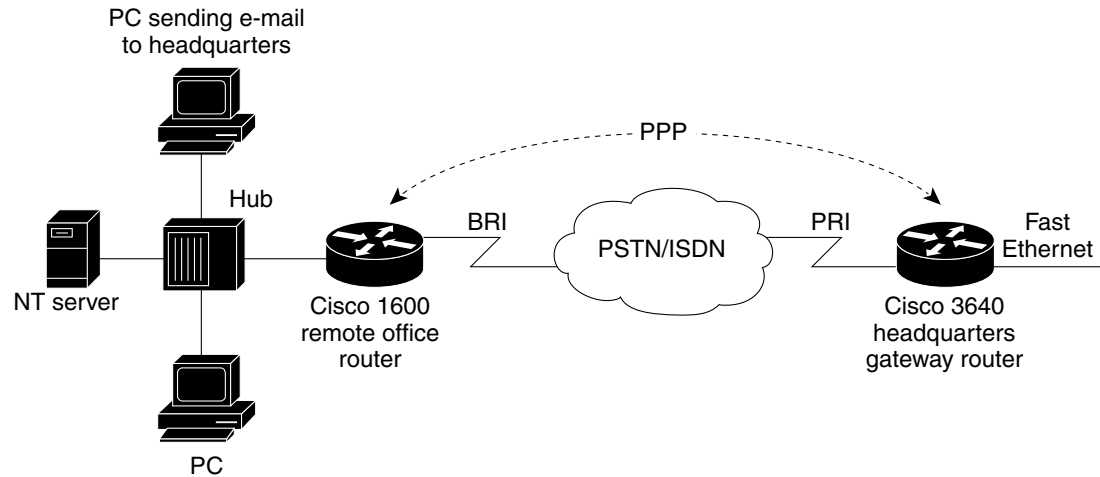 PC sending e-mail
to headquarters
PPP
Hub
BRI
PSTN/ISDN
PRI
Fast
Ethernet
NT server
Cisco 1600
remote office
router
Cisco 3640
headquarters
gateway router
PC